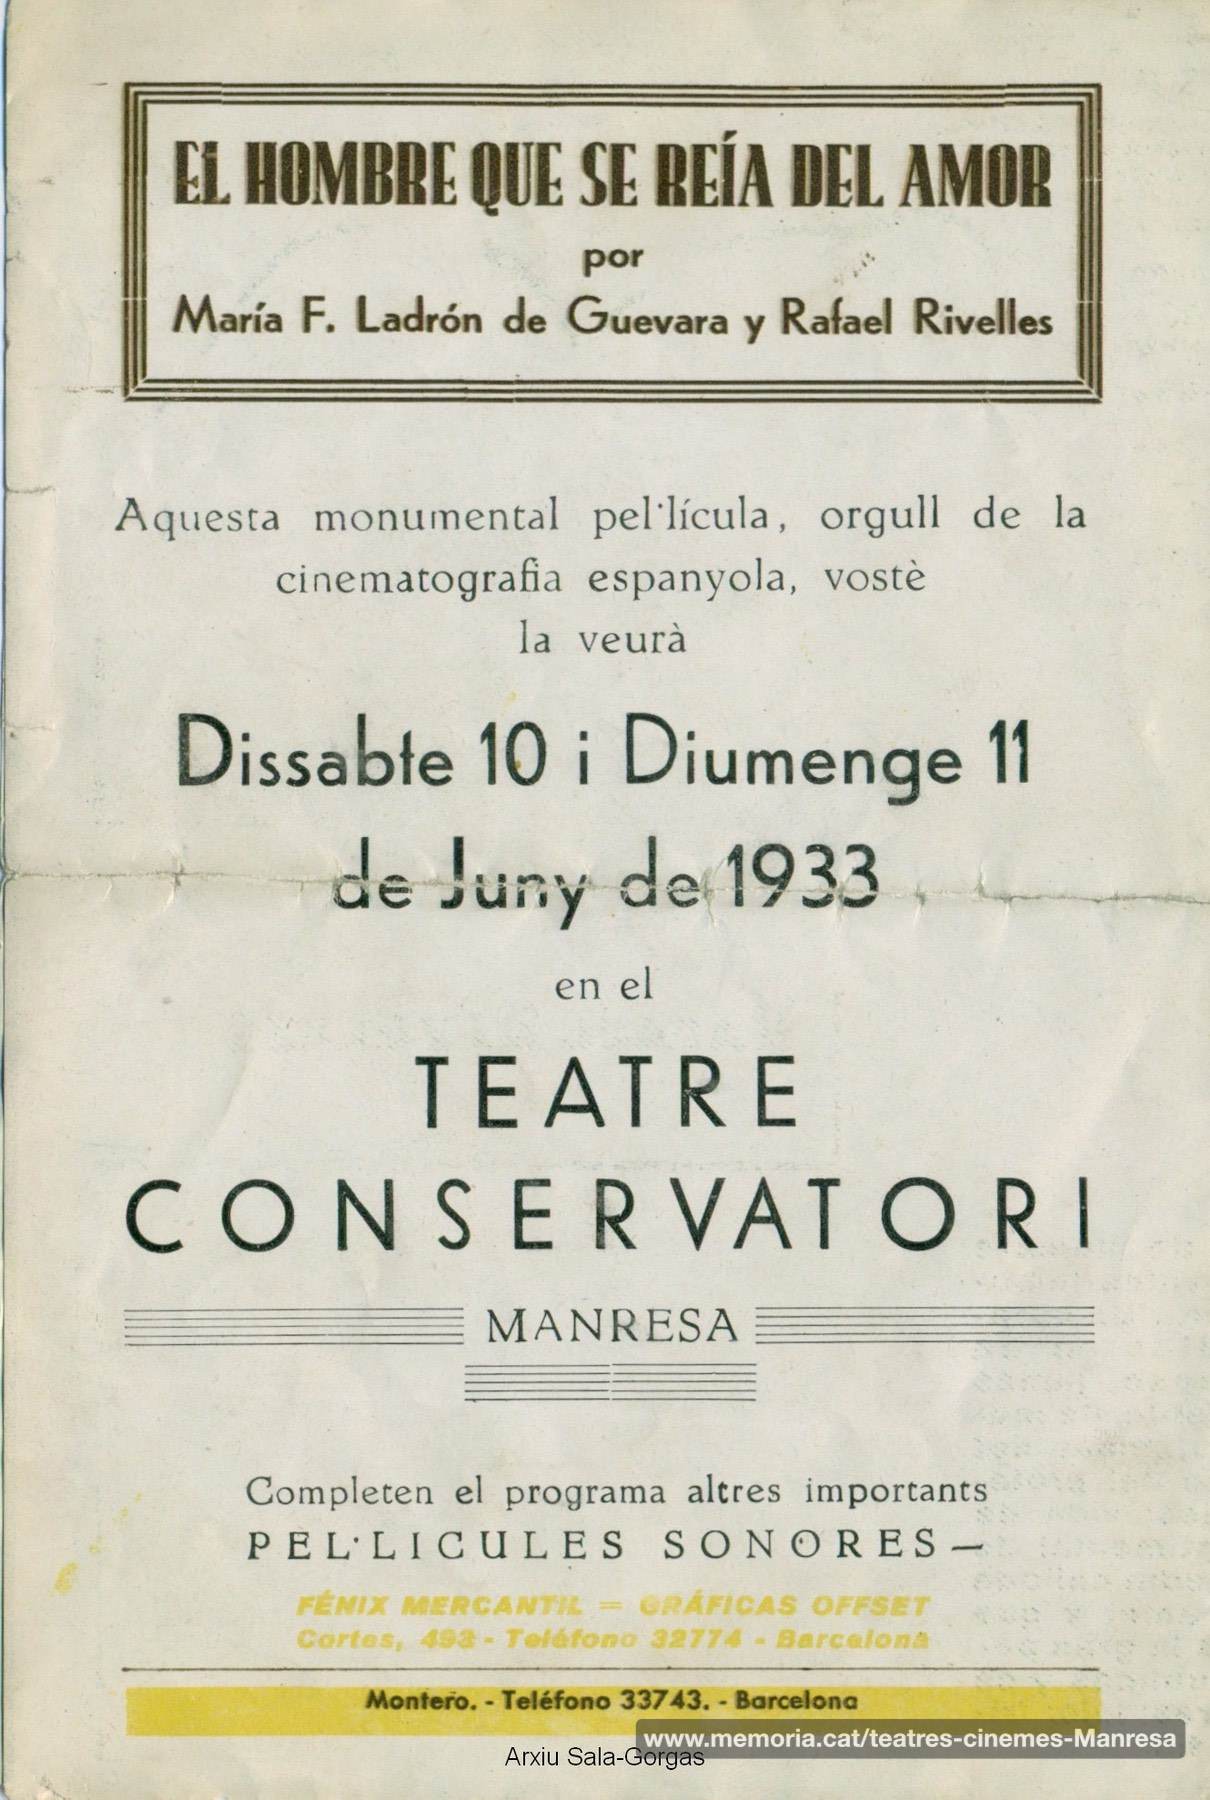 EL HOMBRE QUE SE REÍA DEL AMOR
por
María F. Ladrón de Guevara y Rafael Rivelles
Aquesta monumental pel·lícula, orgull de la
cinematografia espanyola, vostè
la veurà
Dissabte 10 i Diumenge 11
de Juny de 1933
en el
TEATRE
CONSERVATORI
MANRESA
Completen el programa altres importants
PEL·LICULES SONORES—
FÉNIX MERCANTIL = GRÁFICAS OFFSET
Cortes, 493 - Teléfono 32774 - Barcelona
Montero. - Teléfono 33743. - Barcelona
www.memoria.cat/teatres-cinemes-Manresa
Arxiu Sala-Gorgas